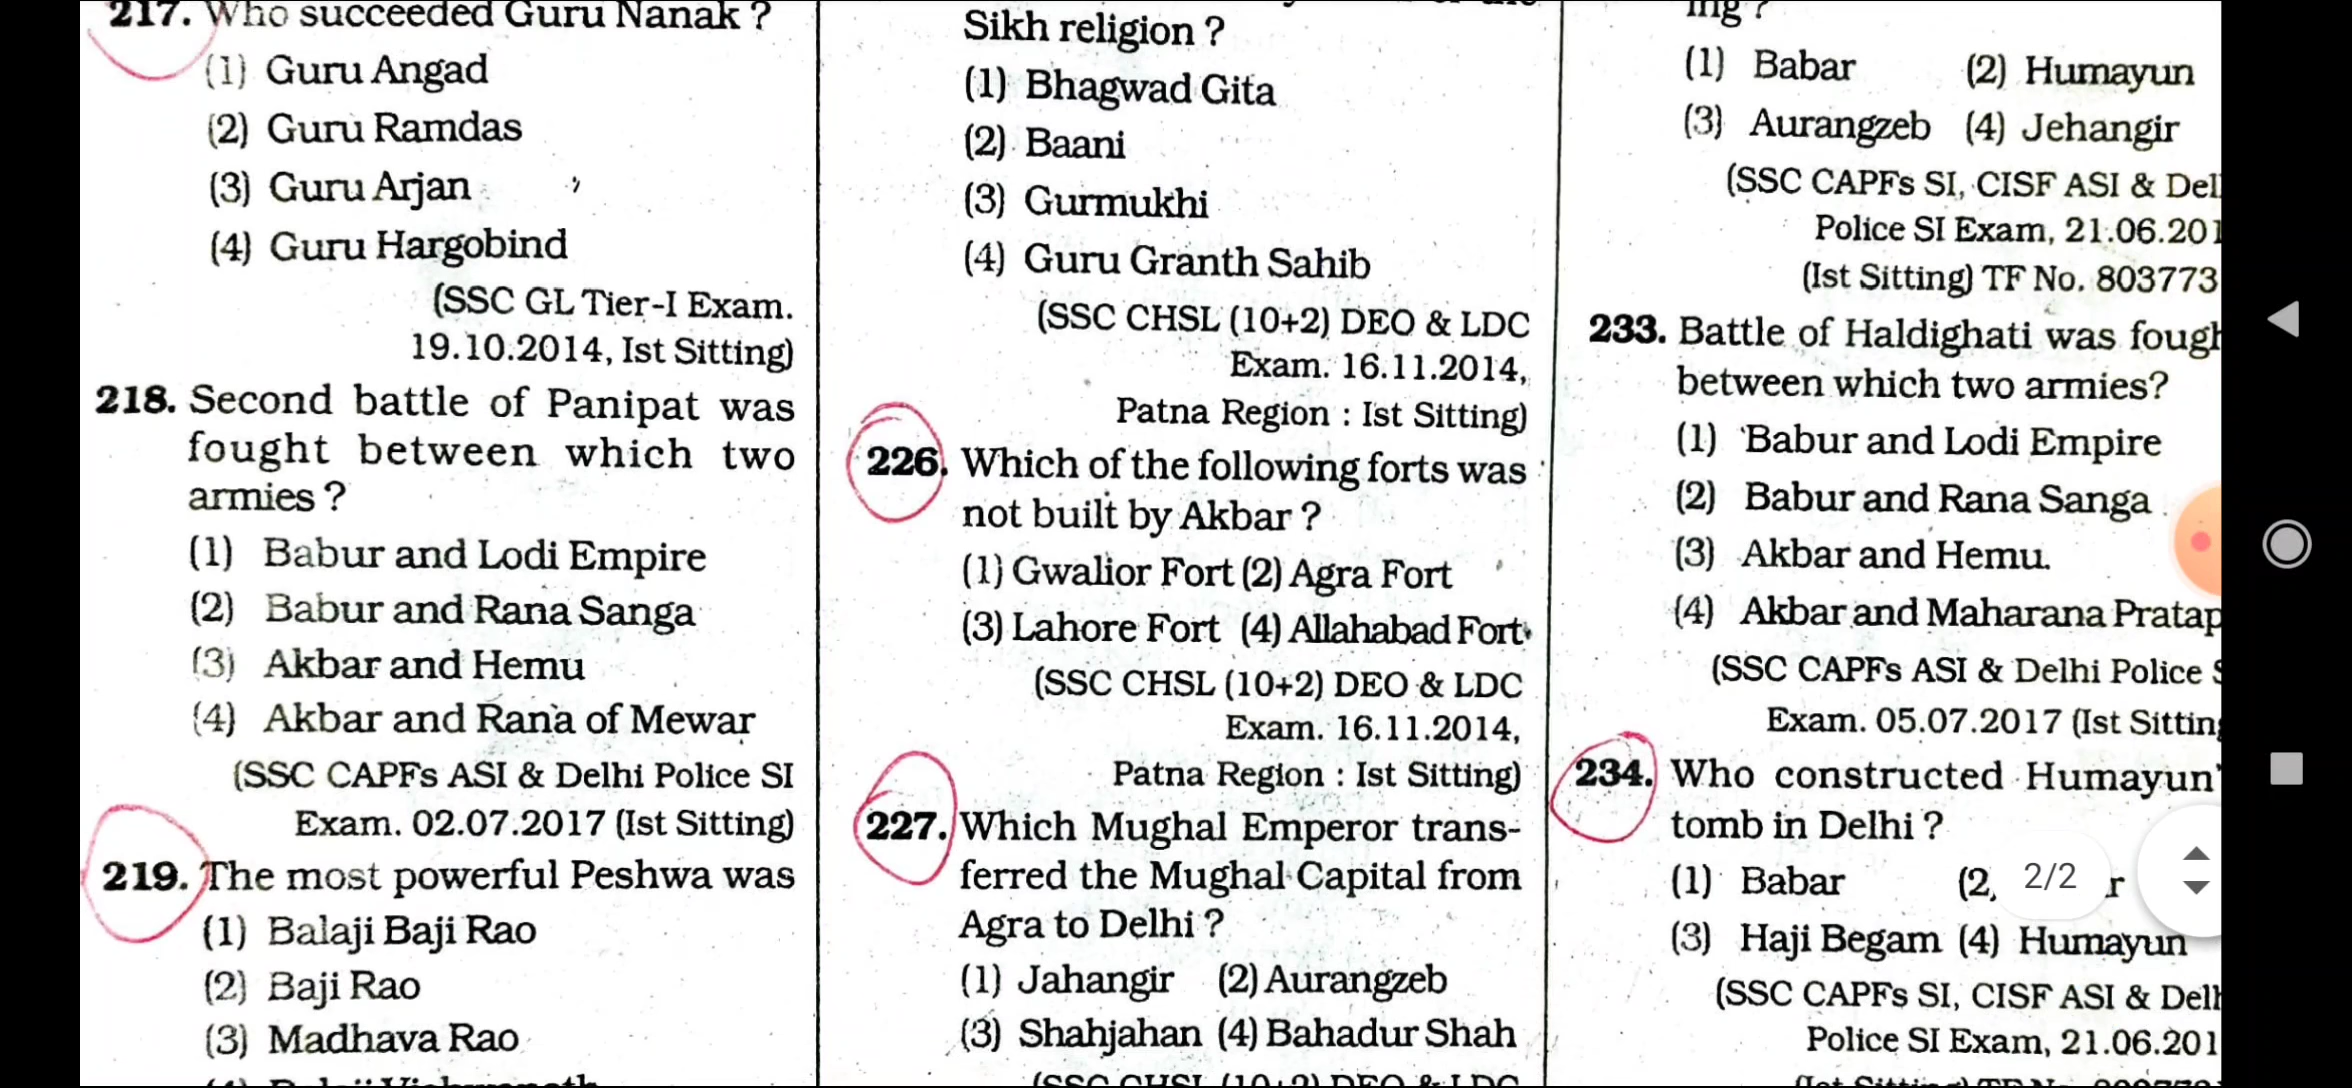 217. Who succeeded Guru Nanak ?
(1) Guru Angad
(2) Guru Ramdas
(3) Guru Arjan
(4) Guru Hargobind
(SSC GL Tier-I Exam.
19.10.2014, Ist Sitting)
218. Second battle of Panipat was
fought between which two
armies ?
(1) Babur and Lodi Empire
(2) Babur and Rana Sanga
(3) Akbar and Hemu
(4) Akbar and Rana of Mewar
(SSC CAPFs ASI & Delhi Police SI
Exam. 02.07.2017 (Ist Sitting)
219. The most powerful Peshwa was
(1) Balaji Baji Rao
(2) Baji Rao
(3) Madhava Rao
Sikh religion ?
(1) Bhagwad Gita
(2) Baani
(3) Gurmukhi
(4) Guru Granth Sahib
(SSC CHSL (10+2) DEO & LDC
Exam. 16.11.2014,
Patna Region : Ist Sitting)
226. Which of the following forts was
not built by Akbar ?
(1) Gwalior Fort (2) Agra Fort
(3) Lahore Fort (4) Allahabad Fort
(SSC CHSL (10+2) DEO & LDC
Exam. 16.11.2014,
Patna Region : Ist Sitting)
227. Which Mughal Emperor trans-
ferred the Mughal Capital from
Agra to Delhi ?
(1) Jahangir (2) Aurangzeb
(3) Shahjahan (4) Bahadur Shah
(SSC CHSL (10+2) DEO & LDC
ing ?
(1) Babar (2) Humayun
(3) Aurangzeb (4) Jehangir
(SSC CAPFs SI, CISF ASI & Del
Police SI Exam, 21.06.201
(Ist Sitting) TF No. 803773
233. Battle of Haldighati was fough
between which two armies?
(1) Babur and Lodi Empire
(2) Babur and Rana Sanga
(3) Akbar and Hemu.
(4) Akbar and Maharana Pratap
(SSC CAPFs ASI & Delhi Police S
Exam. 05.07.2017 (Ist Sitting
234. Who constructed Humayun'
tomb in Delhi ?
(1) Babar (2, r
2/2
(3) Haji Begam (4) Humayun
(SSC CAPFs SI, CISF ASI & Delh
Police SI Exam, 21.06.201